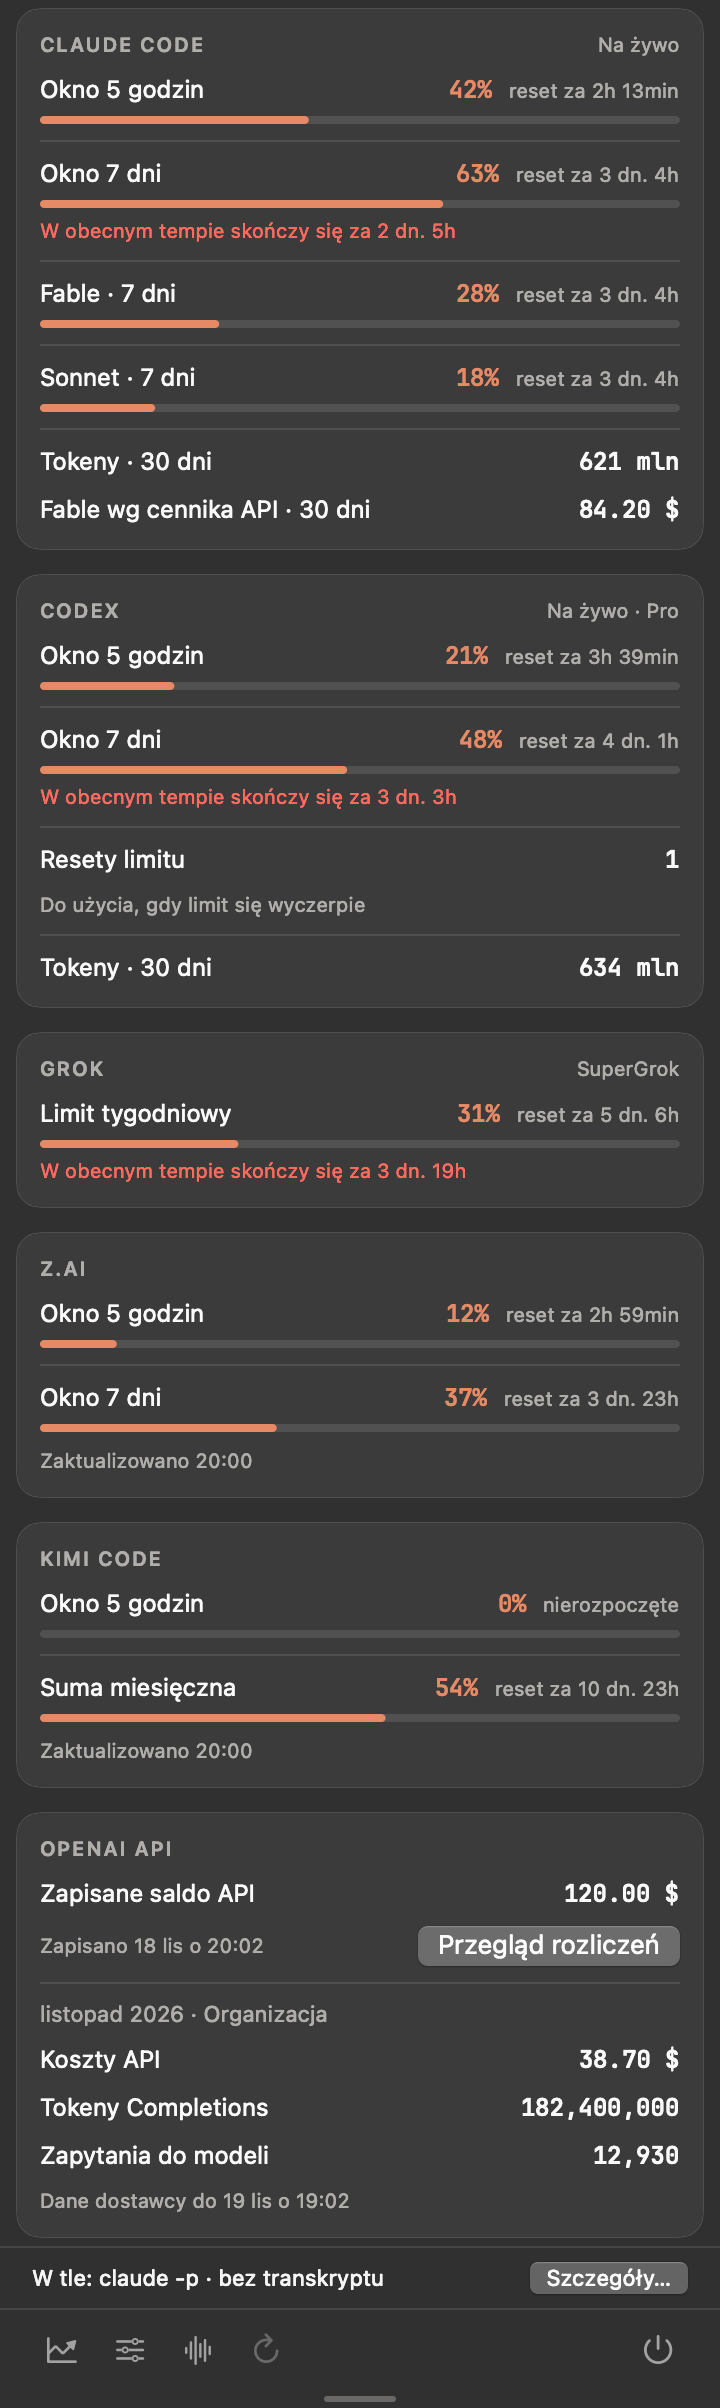 CLAUDE CODE Na żywo
Okno 5 godzin 42% reset za 2h 13min
Okno 7 dni 63% reset za 3 dn. 4h
W obecnym tempie skończy się za 2 dn. 5h
Fable · 7 dni 28% reset za 3 dn. 4h
Sonnet · 7 dni 18% reset za 3 dn. 4h
Tokeny · 30 dni 621 mln
Fable wg cennika API · 30 dni 84.20 $
CODEX Na żywo · Pro
Okno 5 godzin 21% reset za 3h 39min
Okno 7 dni 48% reset za 4 dn. 1h
W obecnym tempie skończy się za 3 dn. 3h
Resety limitu 1
Do użycia, gdy limit się wyczerpie
Tokeny · 30 dni 634 mln
GROK SuperGrok
Limit tygodniowy 31% reset za 5 dn. 6h
W obecnym tempie skończy się za 3 dn. 19h
Z.AI
Okno 5 godzin 12% reset za 2h 59min
Okno 7 dni 37% reset za 3 dn. 23h
Zaktualizowano 20:00
KIMI CODE
Okno 5 godzin 0% nierozpoczęte
Suma miesięczna 54% reset za 10 dn. 23h
Zaktualizowano 20:00
OPENAI API
Zapisane saldo API 120.00 $
Zapisano 18 lis o 20:02 Przegląd rozliczeń
listopad 2026 · Organizacja
Koszty API 38.70 $
Tokeny Completions 182,400,000
Zapytania do modeli 12,930
Dane dostawcy do 19 lis o 19:02
W tle: claude -p · bez transkryptu Szczegóły...